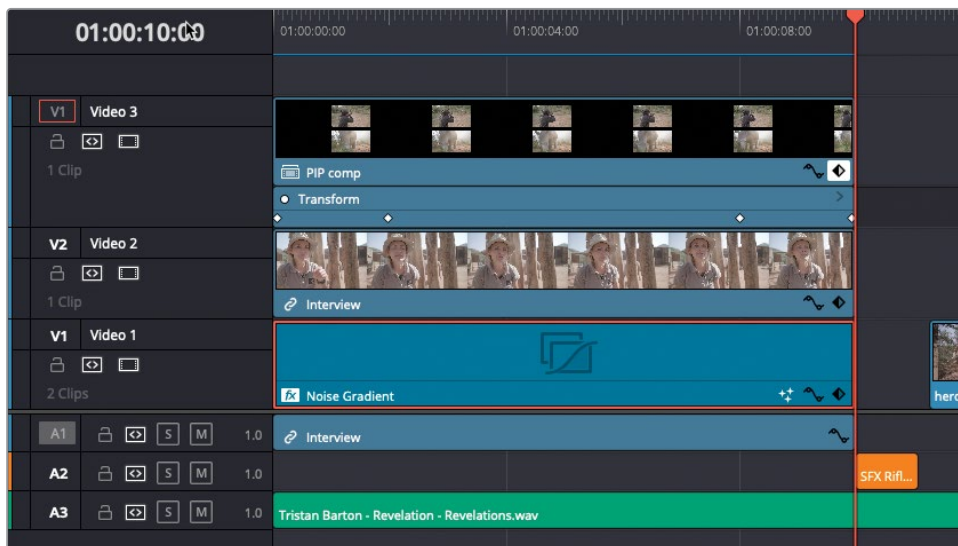 01:00:10:00
01:00:00:00 01:00:04:00 01:00:08:00
V1 Video 3
1 Clip
PIP comp
Transform
V2 Video 2
1 Clip
Interview
V1 Video 1
2 Clips
fx Noise Gradient
herc
A1 S M 1.0 Interview
A2 S M 1.0 SFX Rifl...
A3 S M 1.0 Tristan Barton - Revelation - Revelations.wav